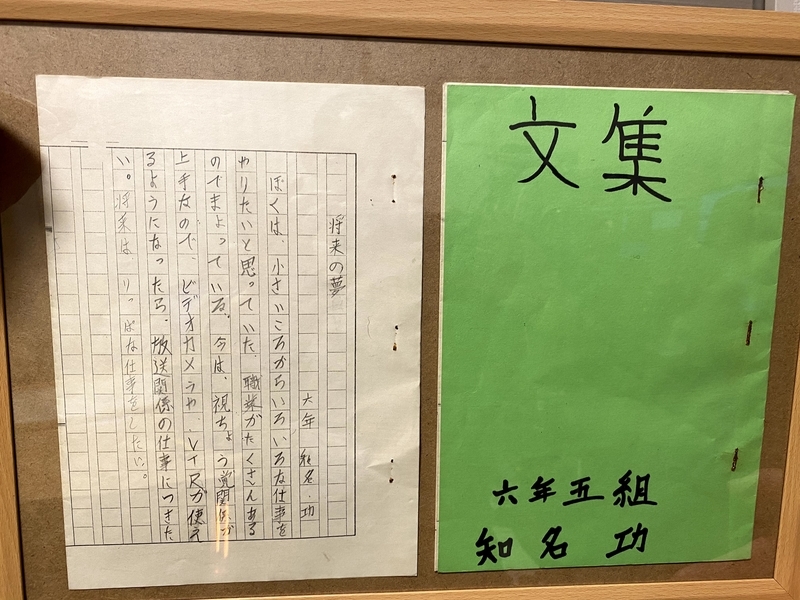 文集
六年五組
知名 功
将来の夢
六年 知名 功
ぼくは、小さいころからいろいろな仕事を
やりたいと思っていた。職業がたくさんある
のでまよっている。今は、視ちょう覚関係が
上手なので、ビデオカメラや、VTRが使え
るようになったら、放送関係の仕事につきた
い。将来は、りっぱな仕事をしたい。